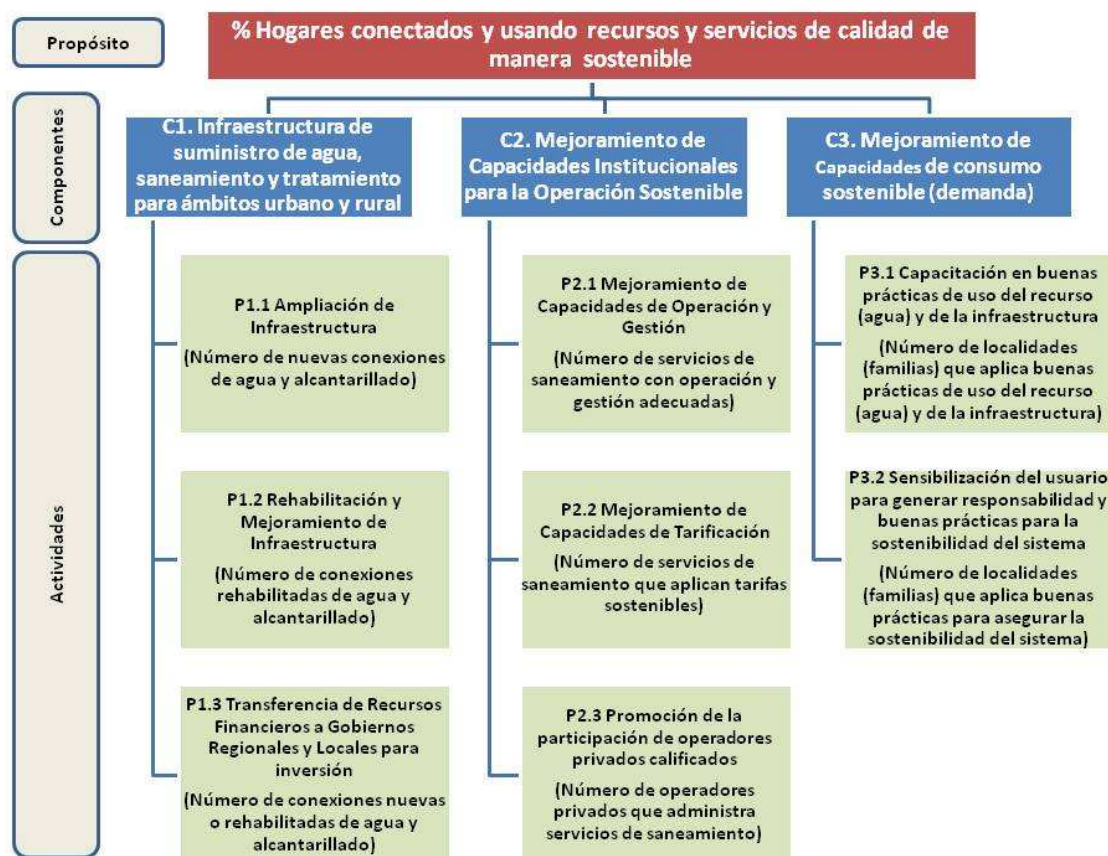 Propósito
% Hogares conectados y usando recursos y servicios de calidad de
manera sostenible
Componentes
C1. Infraestructura de
suministro de agua,
saneamiento y tratamiento
para ámbitos urbano y rural
C2. Mejoramiento de
Capacidades Institucionales
para la Operación Sostenible
C3. Mejoramiento de
Capacidades de consumo
sostenible (demanda)
Actividades
P1.1 Ampliación de
Infraestructura
(Número de nuevas conexiones
de agua y alcantarillado)
P1.2 Rehabilitación y
Mejoramiento de
Infraestructura
(Número de conexiones
rehabilitadas de agua y
alcantarillado)
P1.3 Transferencia de Recursos
Financieros a Gobiernos
Regionales y Locales para
inversión
(Número de conexiones nuevas
o rehabilitadas de agua y
alcantarillado)
P2.1 Mejoramiento de
Capacidades de Operación y
Gestión
(Número de servicios de
saneamiento con operación y
gestión adecuadas)
P2.2 Mejoramiento de
Capacidades de Tarificación
(Número de servicios de
saneamiento que aplican tarifas
sostenibles)
P2.3 Promoción de la
participación de operadores
privados calificados
(Número de operadores
privados que administra
servicios de saneamiento)
P3.1 Capacitación en buenas
prácticas de uso del recurso
(agua) y de la infraestructura
(Número de localidades
(familias) que aplica buenas
prácticas de uso del recurso
(agua) y de la infraestructura)
P3.2 Sensibilización del usuario
para generar responsabilidad y
buenas prácticas para la
sostenibilidad del sistema
(Número de localidades
(familias) que aplica buenas
prácticas para asegurar la
sostenibilidad del sistema)